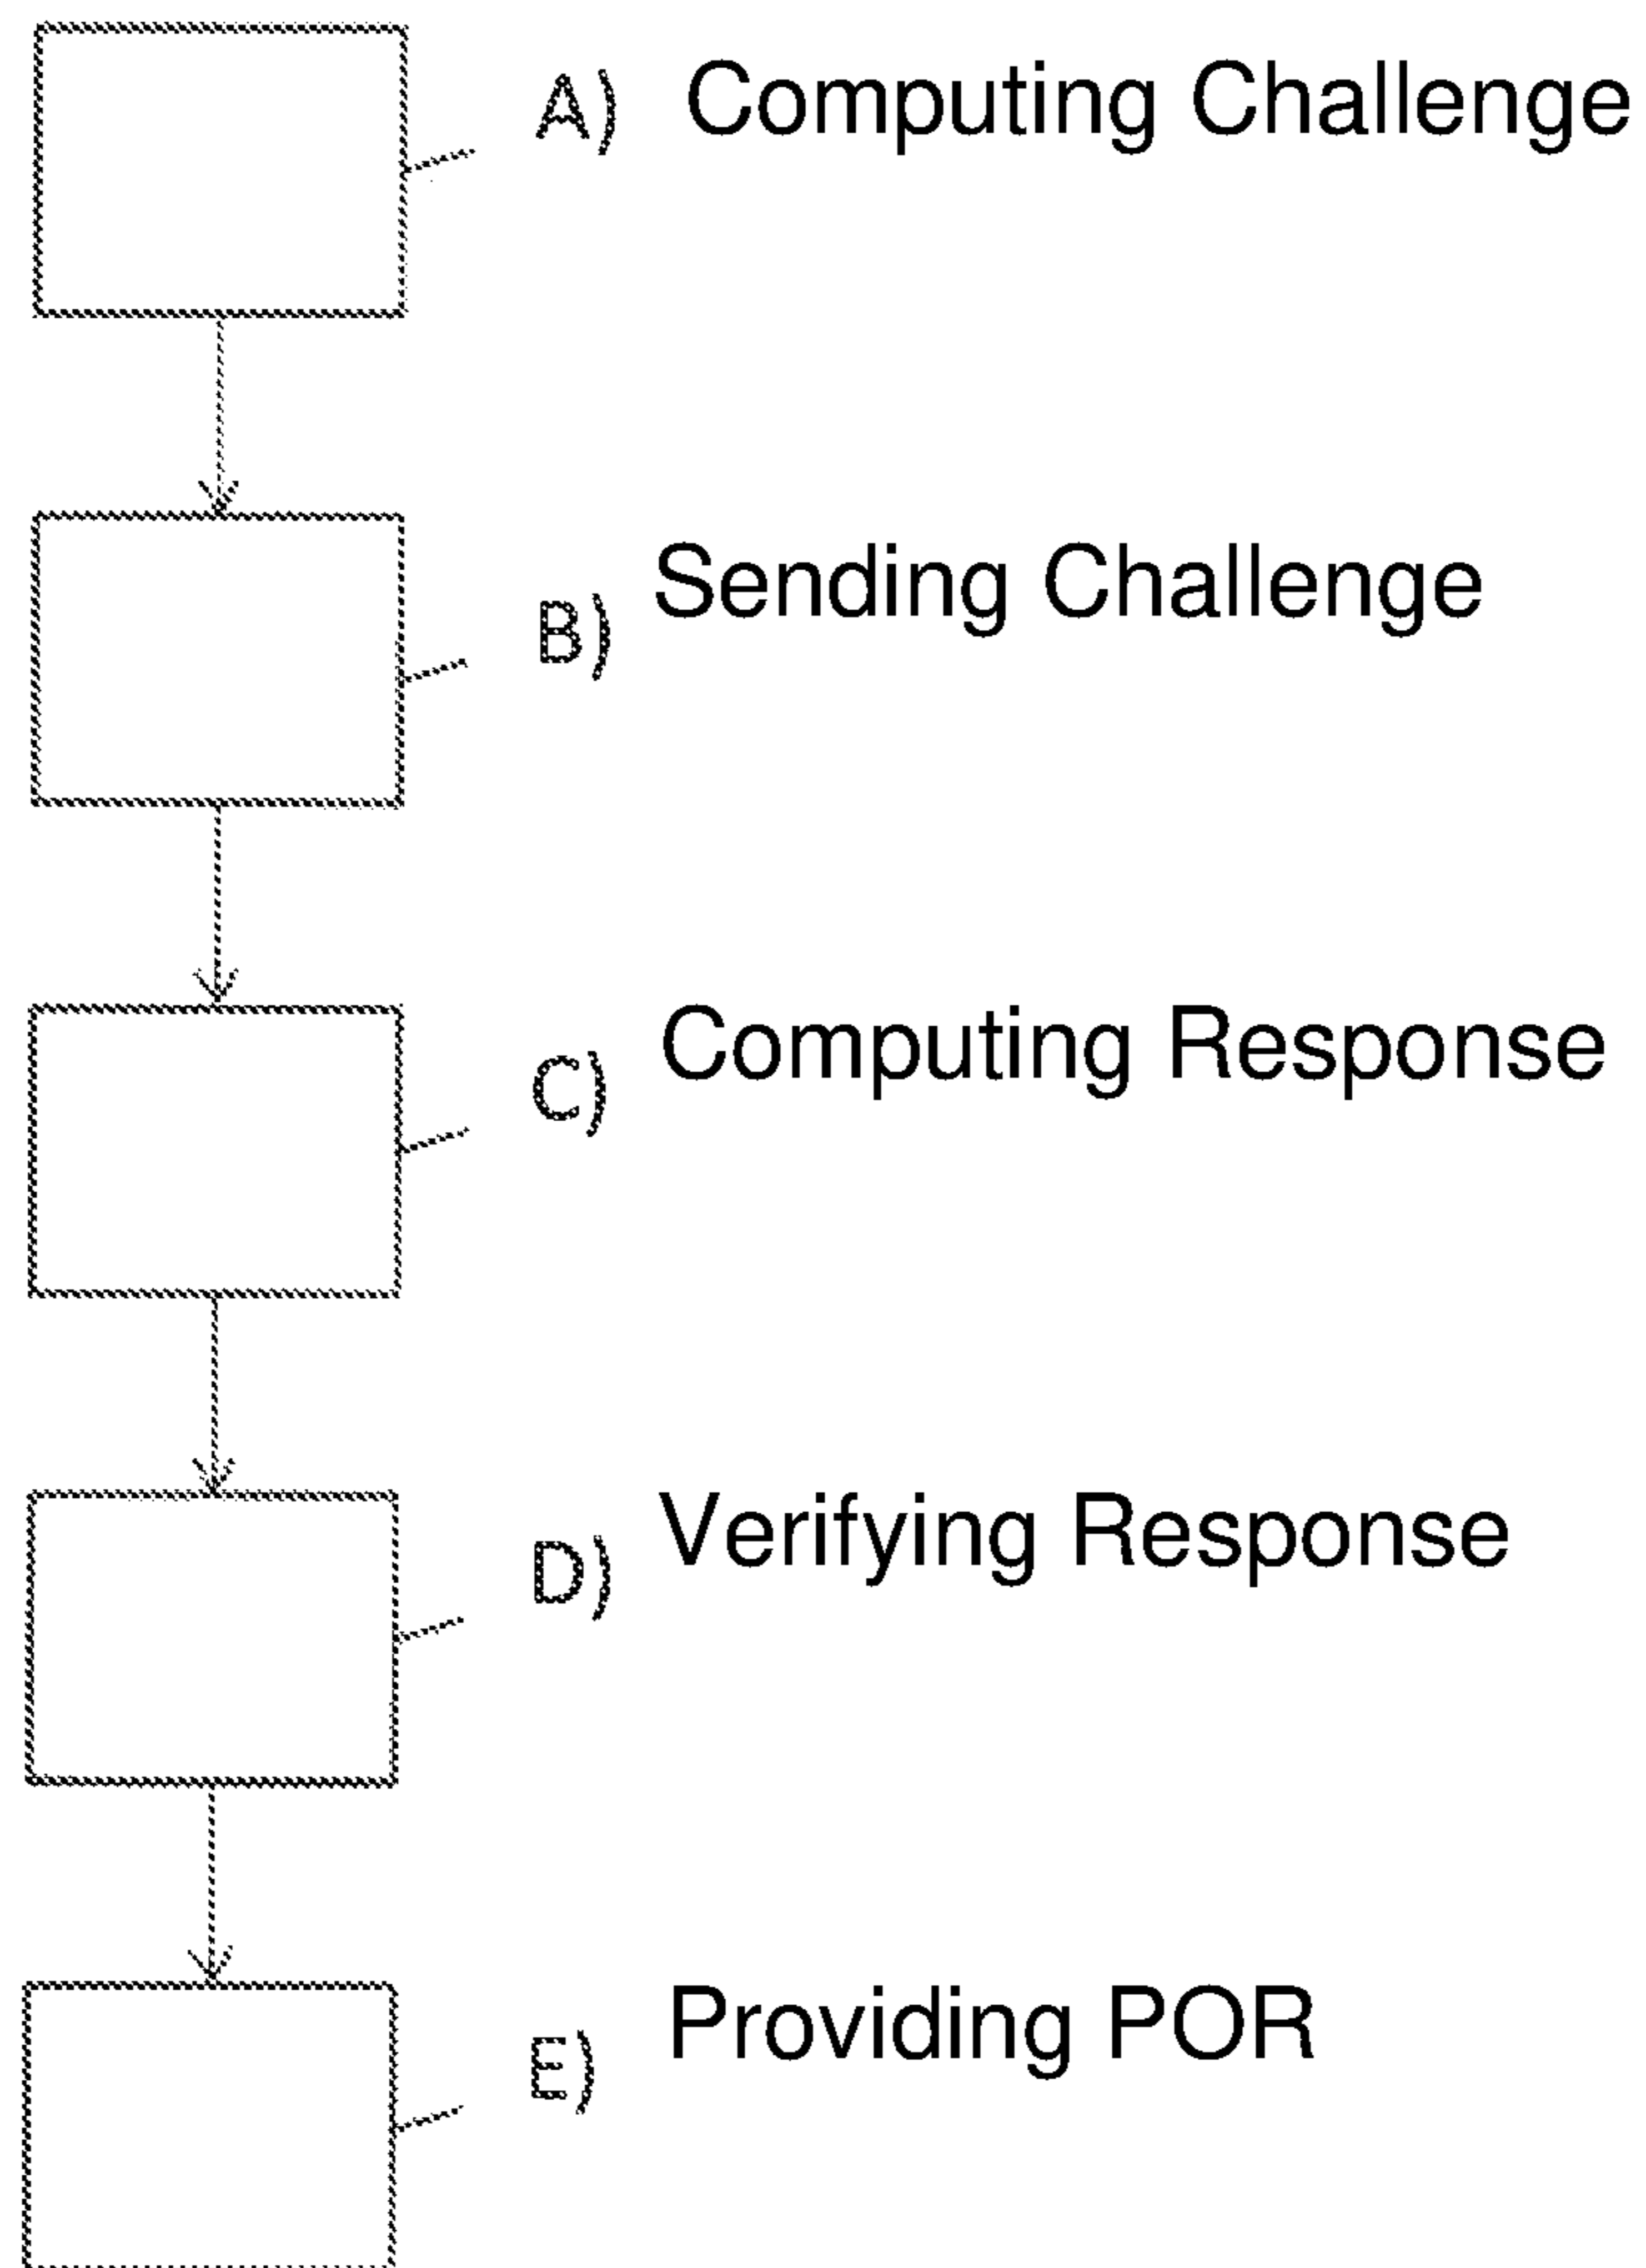 A) Computing Challenge
B) Sending Challenge
C) Computing Response
D) Verifying Response
E) Providing POR